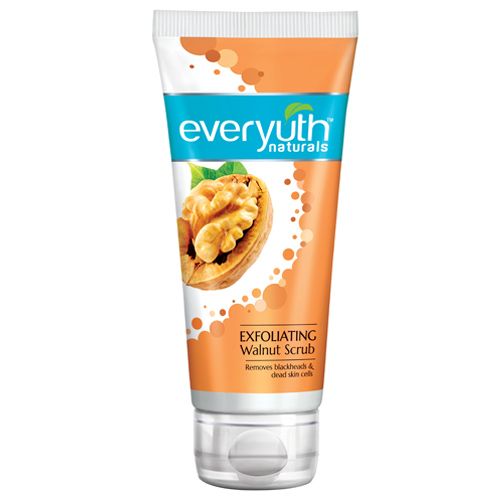 everyuth™
naturals
EXFOLIATING
Walnut Scrub
Removes blackheads &
dead skin cells